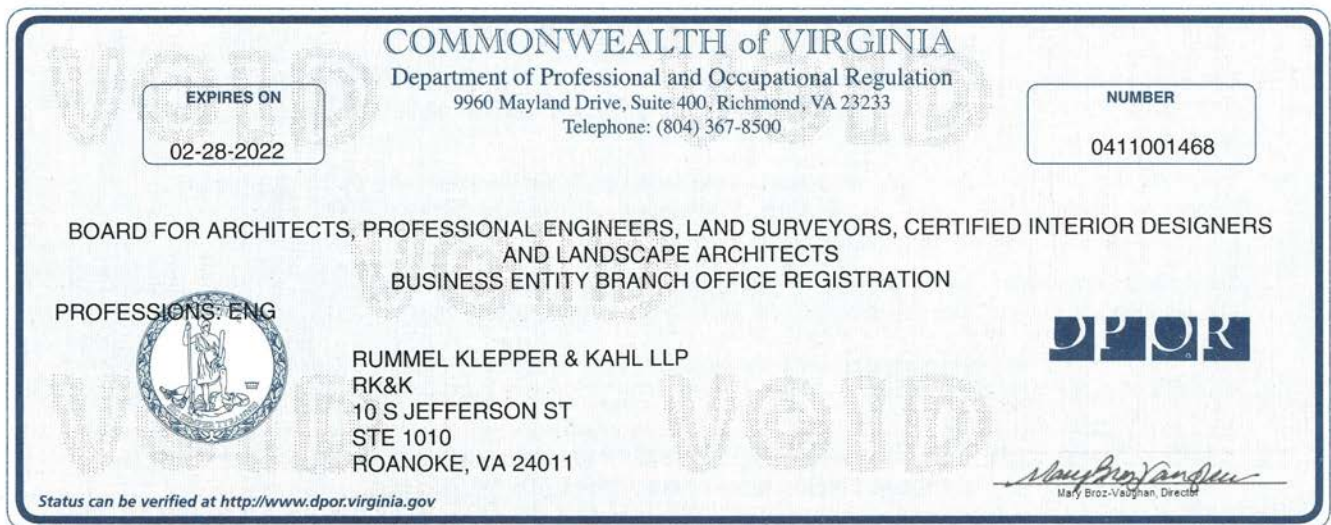 COMMONWEALTH of VIRGINIA
Department of Professional and Occupational Regulation
9960 Mayland Drive, Suite 400, Richmond, VA 23233
Telephone: (804) 367-8500
EXPIRES ON
02-28-2022
NUMBER
0411001468
BOARD FOR ARCHITECTS, PROFESSIONAL ENGINEERS, LAND SURVEYORS, CERTIFIED INTERIOR DESIGNERS
AND LANDSCAPE ARCHITECTS
BUSINESS ENTITY BRANCH OFFICE REGISTRATION
PROFESSIONS: ENG
DPOR
RUMMEL KLEPPER & KAHL LLP
RK&K
10 S JEFFERSON ST
STE 1010
ROANOKE, VA 24011
Mary Broz-Vaughan, Director
Status can be verified at http://www.dpor.virginia.gov
VOID
VOID
VOID
VOID
VOID